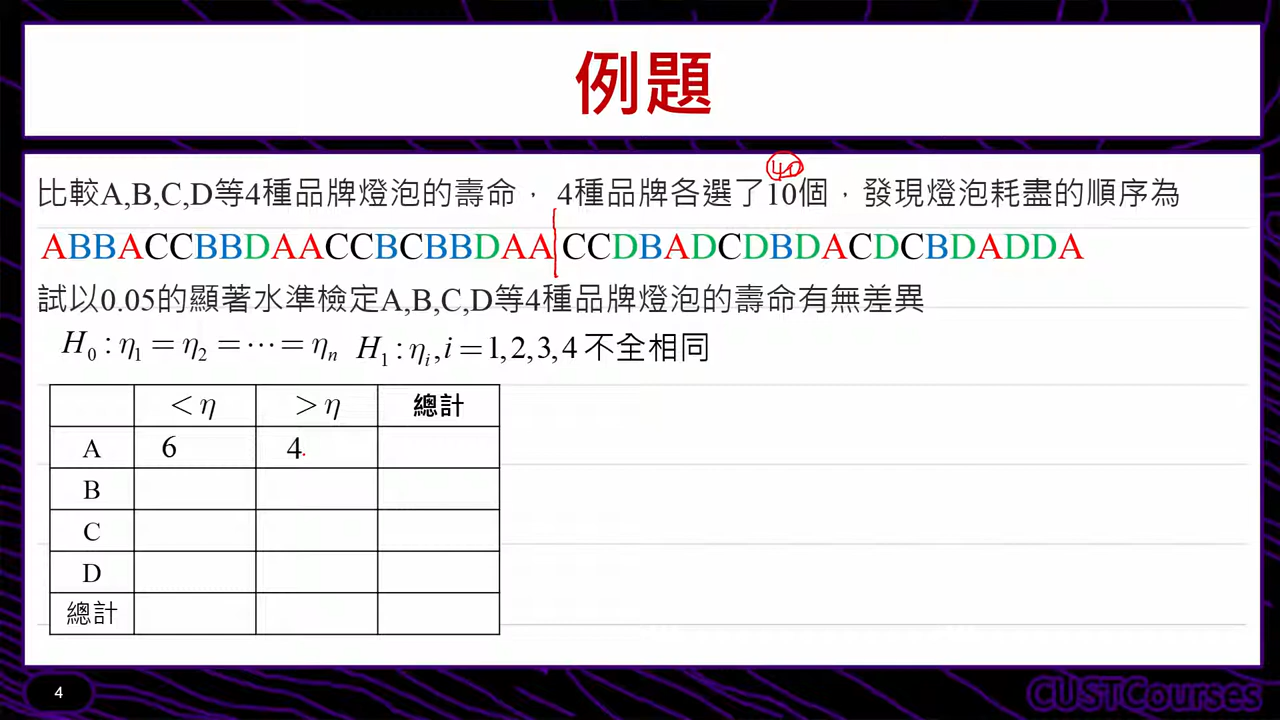 例題
40
比較A,B,C,D等4種品牌燈泡的壽命， 4種品牌各選了10個，發現燈泡耗盡的順序為
ABBACCBBDAACCBCBBDAA CCDBADCDBDACDCBDADDA
試以0.05的顯著水準檢定A,B,C,D等4種品牌燈泡的壽命有無差異
H₀ : η₁ = η₂ = ⋯ = ηₙ H₁ : ηᵢ, i = 1, 2, 3, 4 不全相同
< η > η 總計
A 6 4
B
C
D
總計
4
CUSTCourses